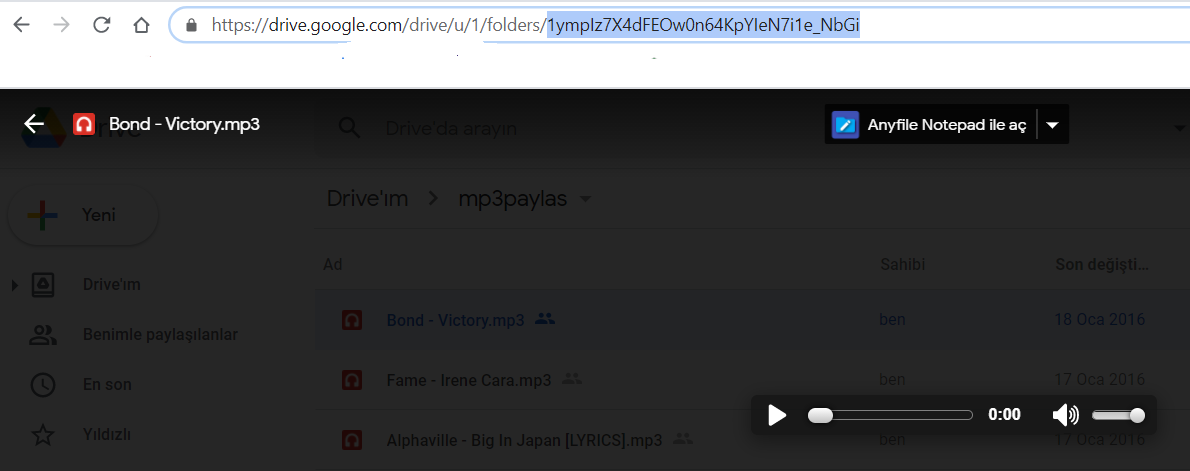 https://drive.google.com/drive/u/1/folders/1ympIz7X4dFEOw0n64KpYIeN7i1e_NbGi
Bond - Victory.mp3
Drive'da arayın
Anyfile Notepad ile aç
Drive'ım > mp3paylas
Yeni
Ad Sahibi Son değişti...
Drive'ım
Bond - Victory.mp3 ben 18 Oca 2016
Benimle paylaşılanlar
Fame - Irene Cara.mp3 ben 17 Oca 2016
En son
0:00
Alphaville - Big In Japan [LYRICS].mp3 ben 17 Oca 2016
Yıldızlı